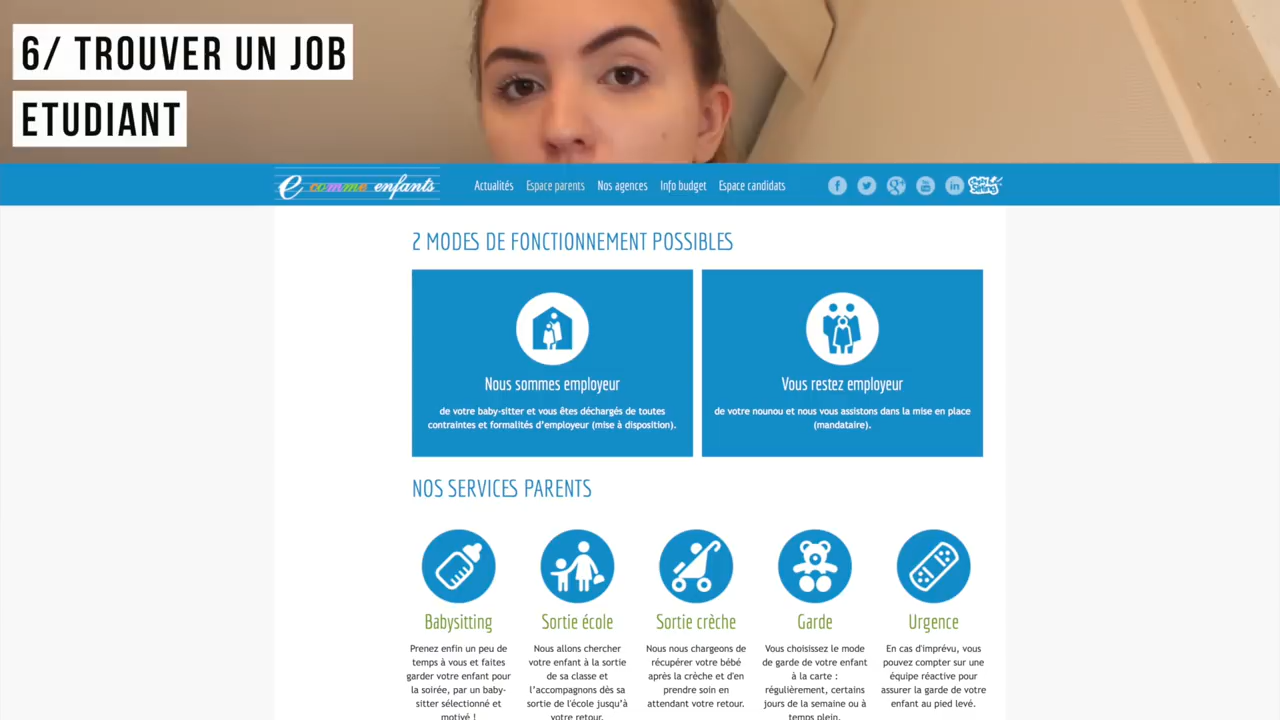 6/ TROUVER UN JOB
ETUDIANT
e comme enfants
Actualités Espace parents Nos agences Info budget Espace candidats
2 MODES DE FONCTIONNEMENT POSSIBLES
Nous sommes employeur
de votre baby-sitter et vous êtes déchargés de toutes
contraintes et formalités d'employeur (mise à disposition).
Vous restez employeur
de votre nounou et nous vous assistons dans la mise en place
(mandataire).
NOS SERVICES PARENTS
Babysitting
Prenez enfin un peu de
temps à vous et faites
garder votre enfant pour
la soirée, par un baby-
sitter sélectionné et
motivé !
Sortie école
Nous allons chercher
votre enfant à la sortie
de sa classe et
l'accompagnons dès sa
sortie de l'école jusqu'à
votre retour.
Sortie crèche
Nous nous chargeons de
récupérer votre bébé
après la crèche et d'en
prendre soin en
attendant votre retour.
Garde
Vous choisissez le mode
de garde de votre enfant
à la carte :
régulièrement, certains
jours de la semaine ou à
temps plein.
Urgence
En cas d'imprévu, vous
pouvez compter sur une
équipe réactive pour
assurer la garde de votre
enfant au pied levé.